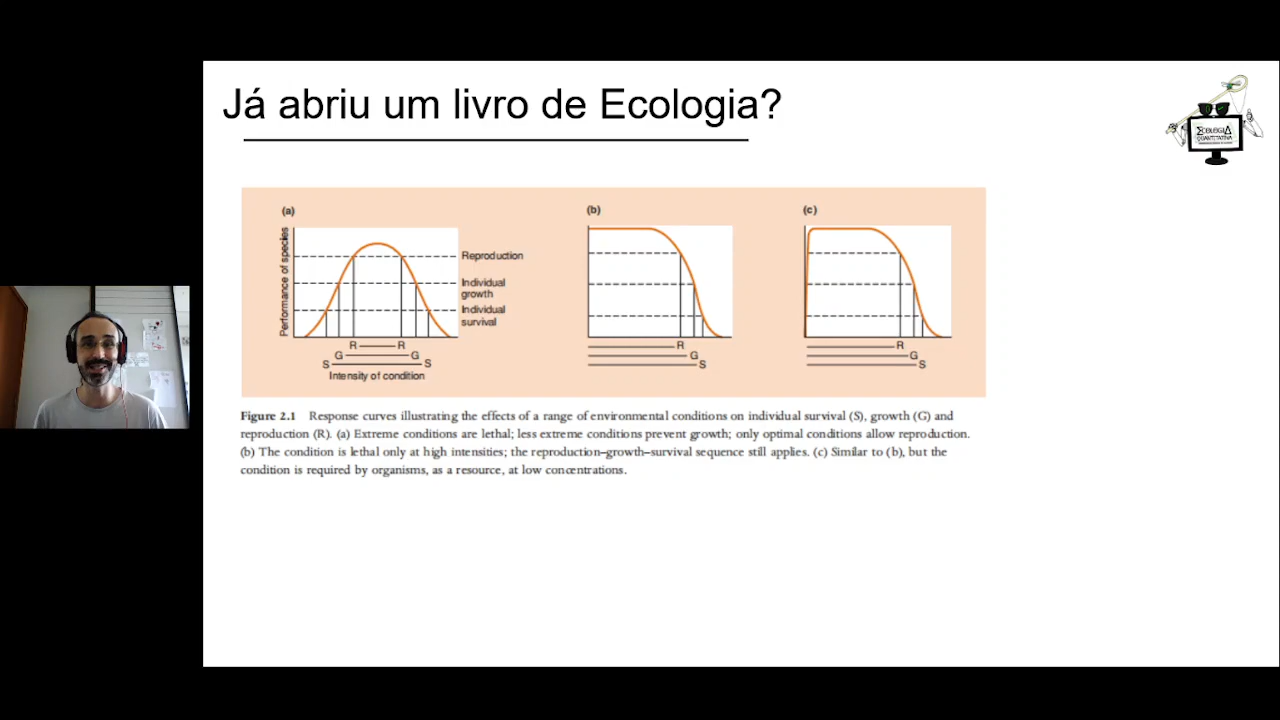 Já abriu um livro de Ecologia?
ECOLOGIA
QUANTITATIVA
(a)
Performance of species
Reproduction
Individual
growth
Individual
survival
R R
G G
S S
Intensity of condition
(b)
R
G
S
(c)
R
G
S
Figure 2.1 Response curves illustrating the effects of a range of environmental conditions on individual survival (S), growth (G) and
reproduction (R). (a) Extreme conditions are lethal; less extreme conditions prevent growth; only optimal conditions allow reproduction.
(b) The condition is lethal only at high intensities; the reproduction–growth–survival sequence still applies. (c) Similar to (b), but the
condition is required by organisms, as a resource, at low concentrations.